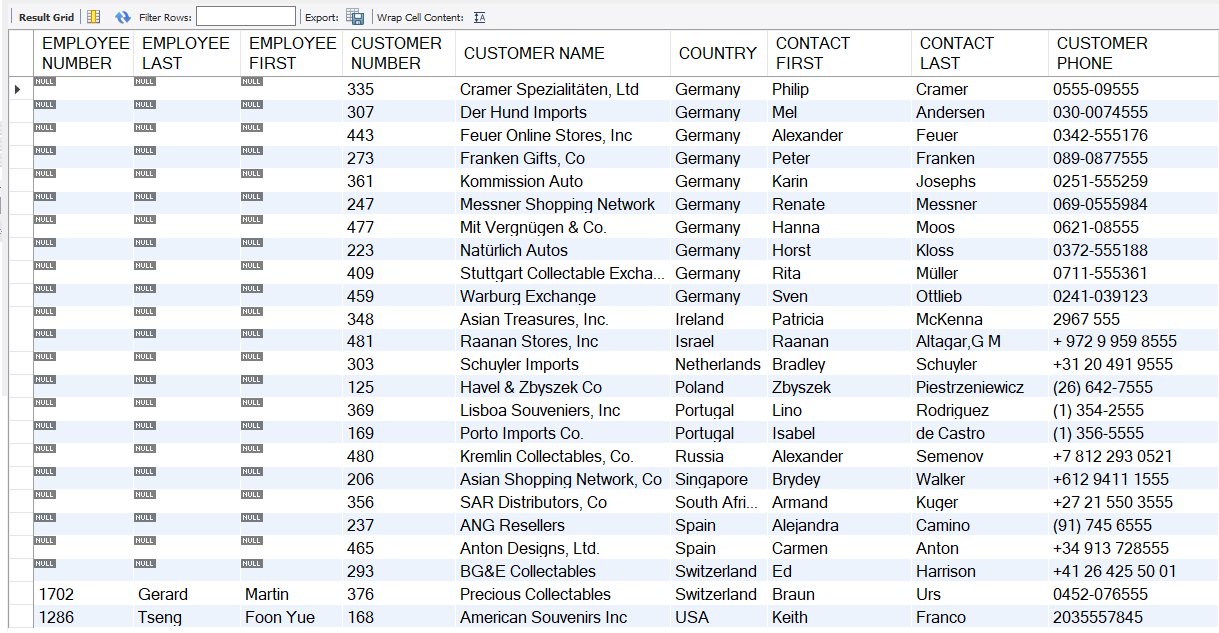 Result Grid Filter Rows: Export: Wrap Cell Content: IA
EMPLOYEE NUMBER EMPLOYEE LAST EMPLOYEE FIRST CUSTOMER NUMBER CUSTOMER NAME COUNTRY CONTACT FIRST CONTACT LAST CUSTOMER PHONE
NULL NULL NULL 335 Cramer Spezialitäten, Ltd Germany Philip Cramer 0555-09555
NULL NULL NULL 307 Der Hund Imports Germany Mel Andersen 030-0074555
NULL NULL NULL 443 Feuer Online Stores, Inc Germany Alexander Feuer 0342-555176
NULL NULL NULL 273 Franken Gifts, Co Germany Peter Franken 089-0877555
NULL NULL NULL 361 Kommission Auto Germany Karin Josephs 0251-555259
NULL NULL NULL 247 Messner Shopping Network Germany Renate Messner 069-0555984
NULL NULL NULL 477 Mit Vergnügen & Co. Germany Hanna Moos 0621-08555
NULL NULL NULL 223 Natürlich Autos Germany Horst Kloss 0372-555188
NULL NULL NULL 409 Stuttgart Collectable Excha... Germany Rita Müller 0711-555361
NULL NULL NULL 459 Warburg Exchange Germany Sven Ottlieb 0241-039123
NULL NULL NULL 348 Asian Treasures, Inc. Ireland Patricia McKenna 2967 555
NULL NULL NULL 481 Raanan Stores, Inc Israel Raanan Altagar,G M + 972 9 959 8555
NULL NULL NULL 303 Schuyler Imports Netherlands Bradley Schuyler +31 20 491 9555
NULL NULL NULL 125 Havel & Zbyszek Co Poland Zbyszek Piestrzeniewicz (26) 642-7555
NULL NULL NULL 369 Lisboa Souveniers, Inc Portugal Lino Rodriguez (1) 354-2555
NULL NULL NULL 169 Porto Imports Co. Portugal Isabel de Castro (1) 356-5555
NULL NULL NULL 480 Kremlin Collectables, Co. Russia Alexander Semenov +7 812 293 0521
NULL NULL NULL 206 Asian Shopping Network, Co Singapore Brydey Walker +612 9411 1555
NULL NULL NULL 356 SAR Distributors, Co South Afri... Armand Kuger +27 21 550 3555
NULL NULL NULL 237 ANG Resellers Spain Alejandra Camino (91) 745 6555
NULL NULL NULL 465 Anton Designs, Ltd. Spain Carmen Anton +34 913 728555
NULL NULL NULL 293 BG&E Collectables Switzerland Ed Harrison +41 26 425 50 01
1702 Gerard Martin 376 Precious Collectables Switzerland Braun Urs 0452-076555
1286 Tseng Foon Yue 168 American Souvenirs Inc USA Keith Franco 2035557845